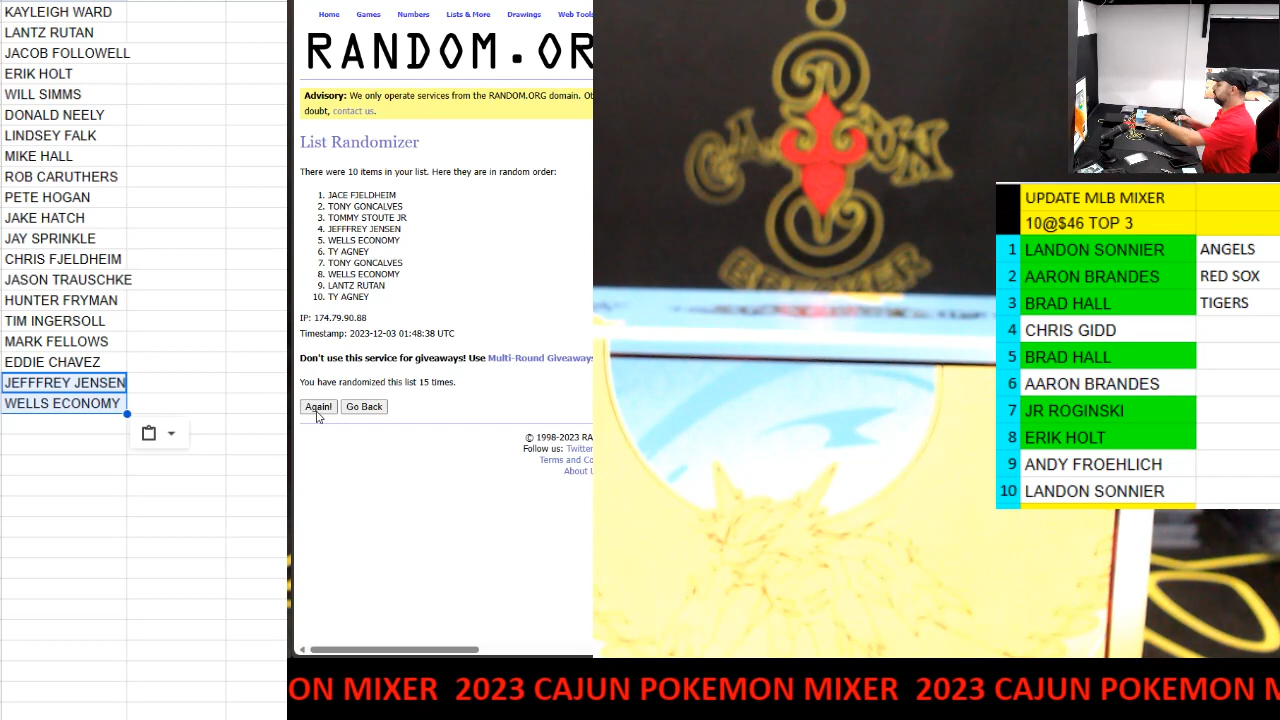 KAYLEIGH WARD
LANTZ RUTAN
JACOB FOLLOWELL
ERIK HOLT
WILL SIMMS
DONALD NEELY
LINDSEY FALK
MIKE HALL
ROB CARUTHERS
PETE HOGAN
JAKE HATCH
JAY SPRINKLE
CHRIS FJELDHEIM
JASON TRAUSCHKE
HUNTER FRYMAN
TIM INGERSOLL
MARK FELLOWS
EDDIE CHAVEZ
JEFFFREY JENSEN
WELLS ECONOMY
Home Games Numbers Lists & More Drawings Web Tools
RANDOM.OR
Advisory: We only operate services from the RANDOM.ORG domain. Ot
doubt, contact us.
List Randomizer
There were 10 items in your list. Here they are in random order:
1. JACE FJELDHEIM
2. TONY GONCALVES
3. TOMMY STOUTE JR
4. JEFFFREY JENSEN
5. WELLS ECONOMY
6. TY AGNEY
7. TONY GONCALVES
8. WELLS ECONOMY
9. LANTZ RUTAN
10. TY AGNEY
IP: 174.79.90.88
Timestamp: 2023-12-03 01:48:38 UTC
Don't use this service for giveaways! Use Multi-Round Giveaways
You have randomized this list 15 times.
Again! Go Back
© 1998-2023 RA
Follow us: Twitter
Terms and Co
About U
UPDATE MLB MIXER
10@$46 TOP 3
1 LANDON SONNIER ANGELS
2 AARON BRANDES RED SOX
3 BRAD HALL TIGERS
4 CHRIS GIDD
5 BRAD HALL
6 AARON BRANDES
7 JR ROGINSKI
8 ERIK HOLT
9 ANDY FROEHLICH
10 LANDON SONNIER
ON MIXER 2023 CAJUN POKEMON MIXER 2023 CAJUN POKEMON M